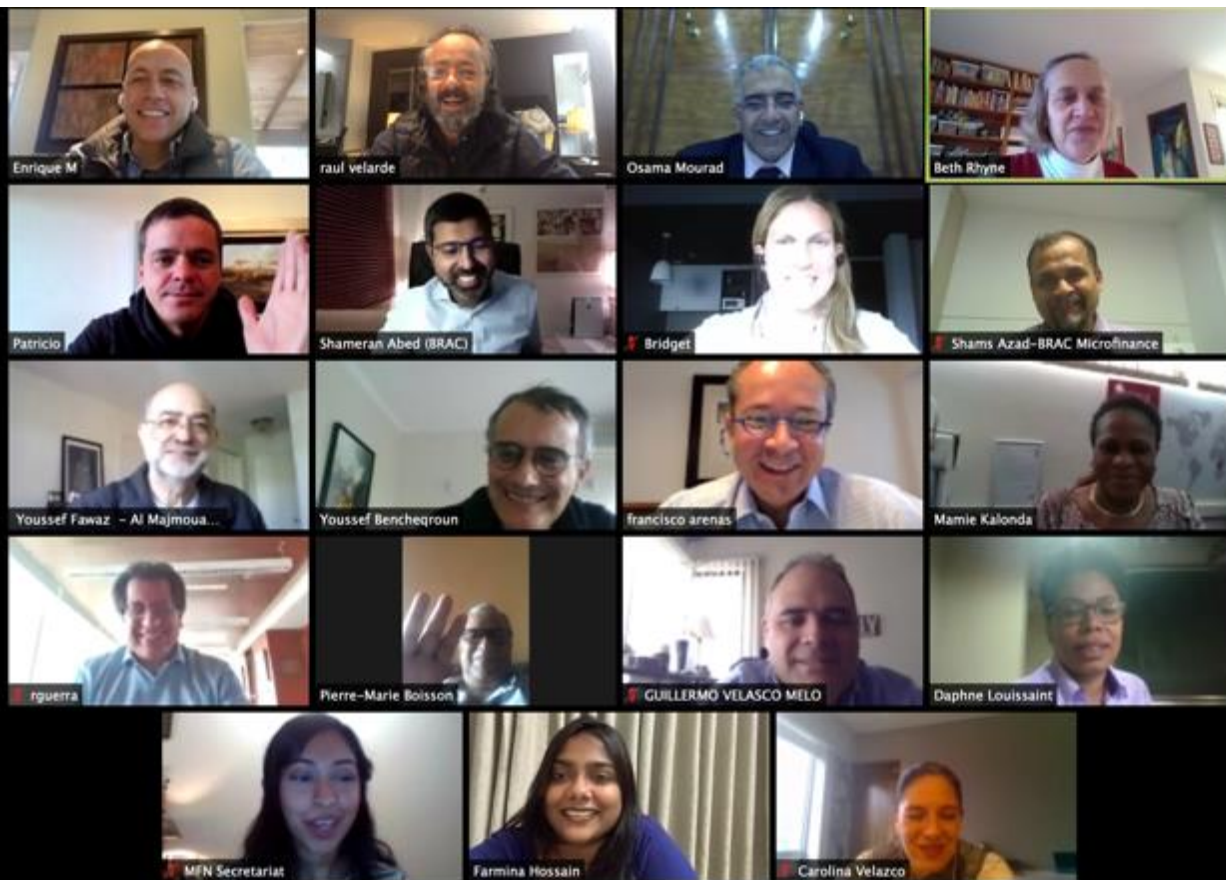 Enrique M
raul velarde
Osama Mourad
Beth Rhyne
Patricio
Shameran Abed (BRAC)
Bridget
Shams Azad-BRAC Microfinance
Youssef Fawaz - Al Majmoua...
Youssef Bencheqroun
francisco arenas
Mamie Kalonda
rguerra
Pierre-Marie Boisson
GUILLERMO VELASCO MELO
Daphne Louissaint
MFN Secretariat
Farmina Hossain
Carolina Velazco